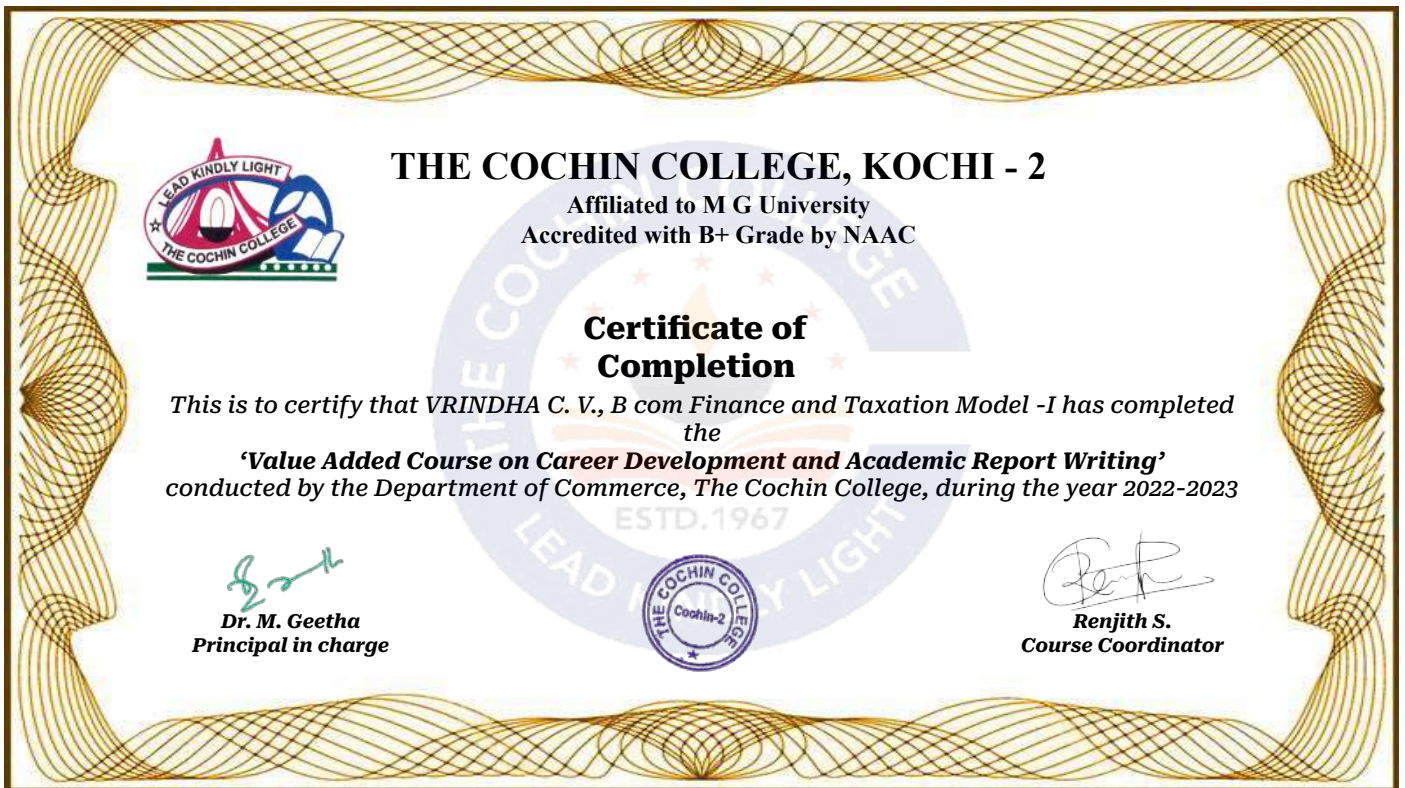 LEAD KINDLY LIGHT
THE COCHIN COLLEGE
THE COCHIN COLLEGE, KOCHI - 2
Affiliated to M G University
Accredited with B+ Grade by NAAC
THE COCHIN COLLEGE
Certificate of
Completion
This is to certify that VRINDHA C. V., B com Finance and Taxation Model -I has completed
the
‘Value Added Course on Career Development and Academic Report Writing’
conducted by the Department of Commerce, The Cochin College, during the year 2022-2023
ESTD.1967
LEAD KINDLY LIGHT
THE COCHIN COLLEGE
Cochin-2
Dr. M. Geetha
Principal in charge
Renjith S.
Course Coordinator